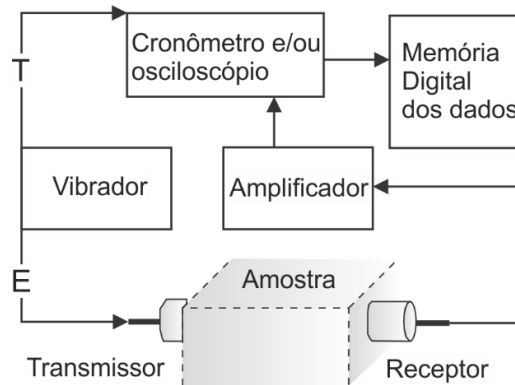 Cronômetro e/ou
osciloscópio
Memória
Digital
dos dados
T
Vibrador
Amplificador
E
Amostra
Transmissor
Receptor